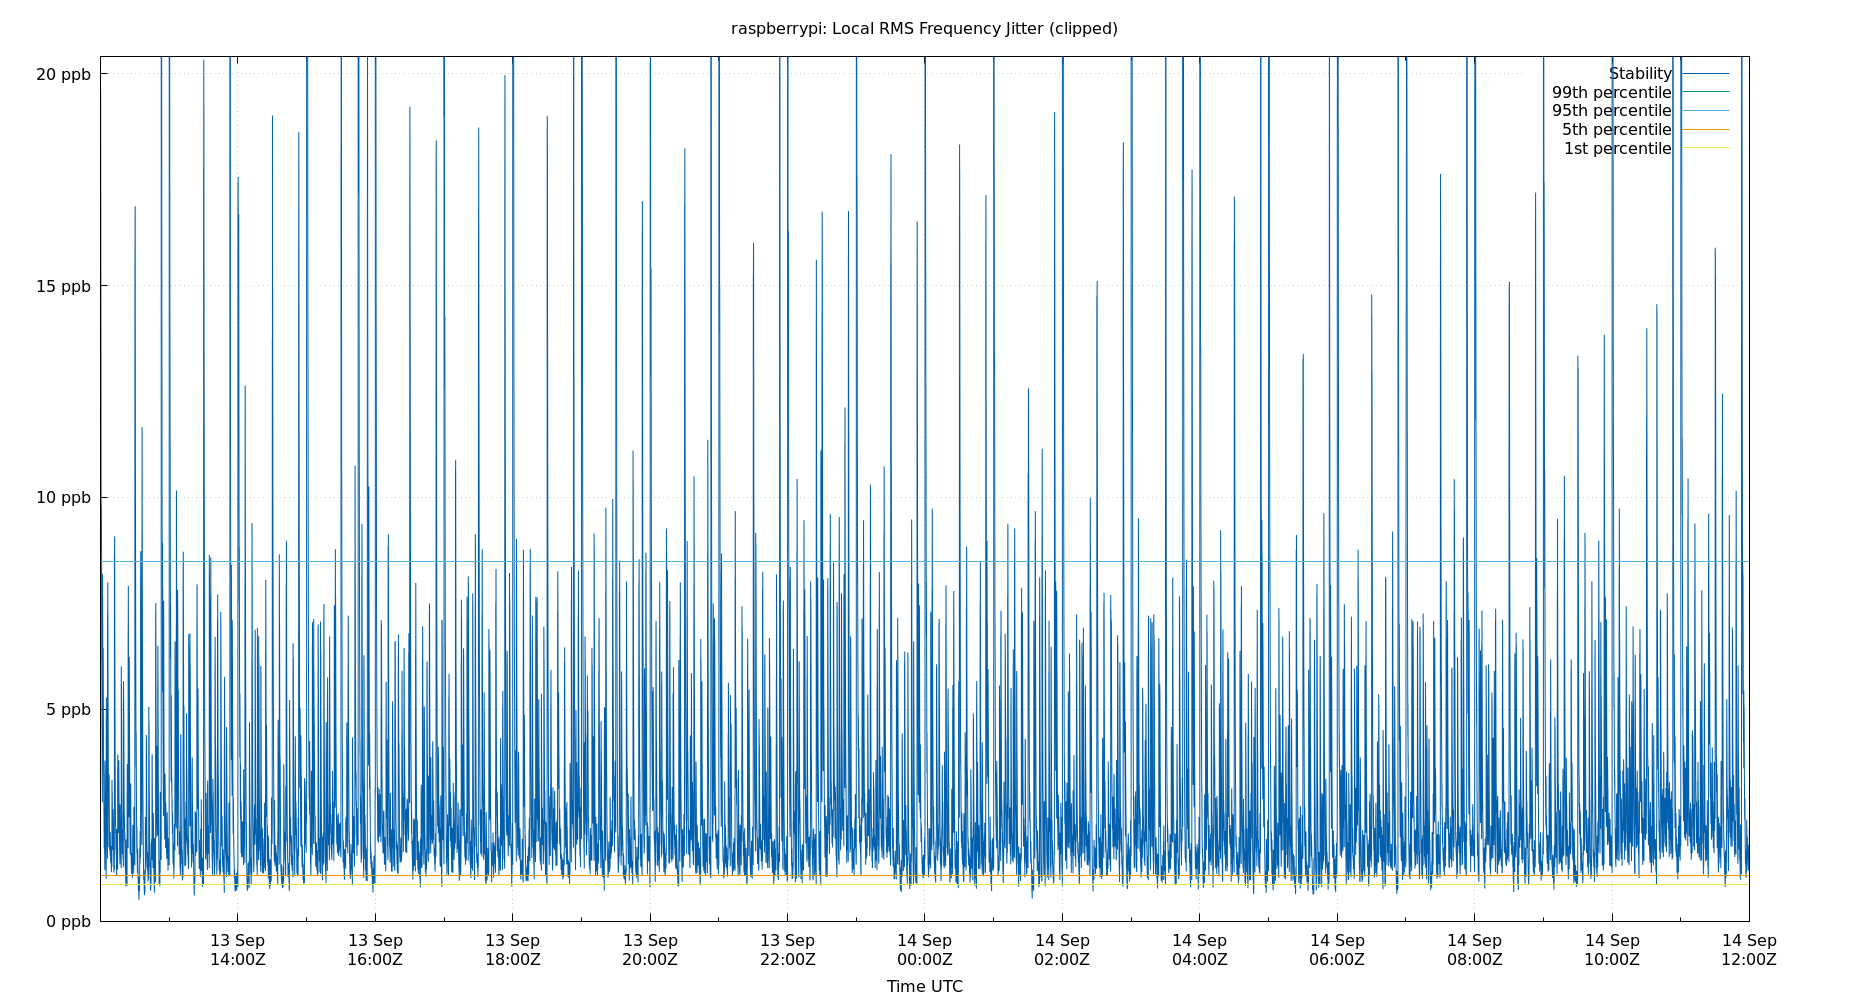 raspberrypi: Local RMS Frequency Jitter (clipped)
20 ppb
15 ppb
10 ppb
5 ppb
0 ppb
Stability
99th percentile
95th percentile
5th percentile
1st percentile
13 Sep 13 Sep 13 Sep 13 Sep 13 Sep 14 Sep 14 Sep 14 Sep 14 Sep 14 Sep 14 Sep 14 Sep
14:00Z 16:00Z 18:00Z 20:00Z 22:00Z 00:00Z 02:00Z 04:00Z 06:00Z 08:00Z 10:00Z 12:00Z
Time UTC